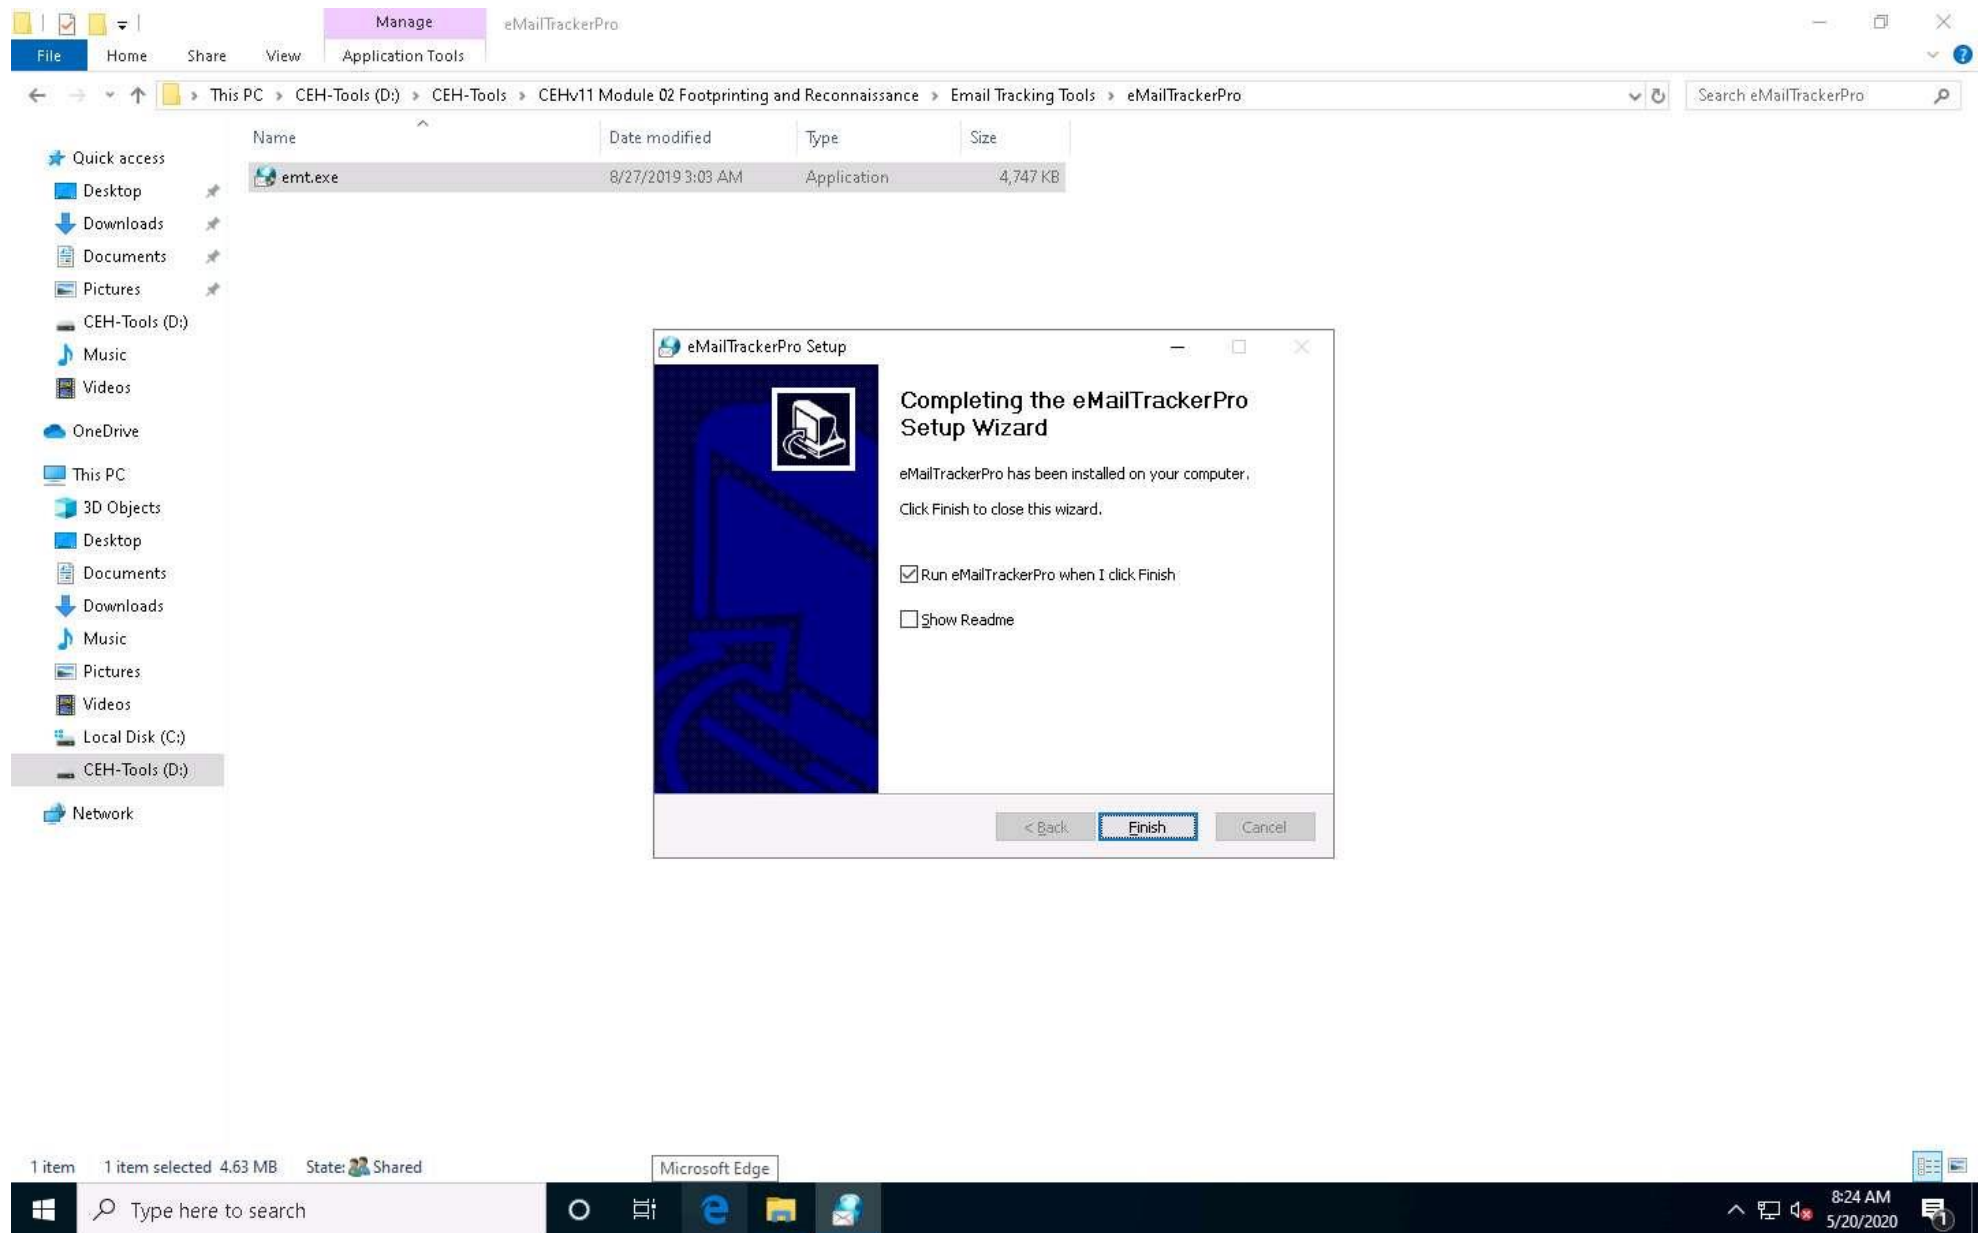 Manage eMailTrackerPro
File Home Share View Application Tools
This PC > CEH-Tools (D:) > CEH-Tools > CEHv11 Module 02 Footprinting and Reconnaissance > Email Tracking Tools > eMailTrackerPro
Search eMailTrackerPro
Name Date modified Type Size
emt.exe 8/27/2019 3:03 AM Application 4,747 KB
Quick access
Desktop
Downloads
Documents
Pictures
CEH-Tools (D:)
Music
Videos
OneDrive
This PC
3D Objects
Desktop
Documents
Downloads
Music
Pictures
Videos
Local Disk (C:)
CEH-Tools (D:)
Network
eMailTrackerPro Setup
Completing the eMailTrackerPro
Setup Wizard
eMailTrackerPro has been installed on your computer.
Click Finish to close this wizard.
Run eMailTrackerPro when I click Finish
Show Readme
< Back Finish Cancel
1 item 1 item selected 4.63 MB State: Shared
Microsoft Edge
Type here to search
8:24 AM
5/20/2020
1